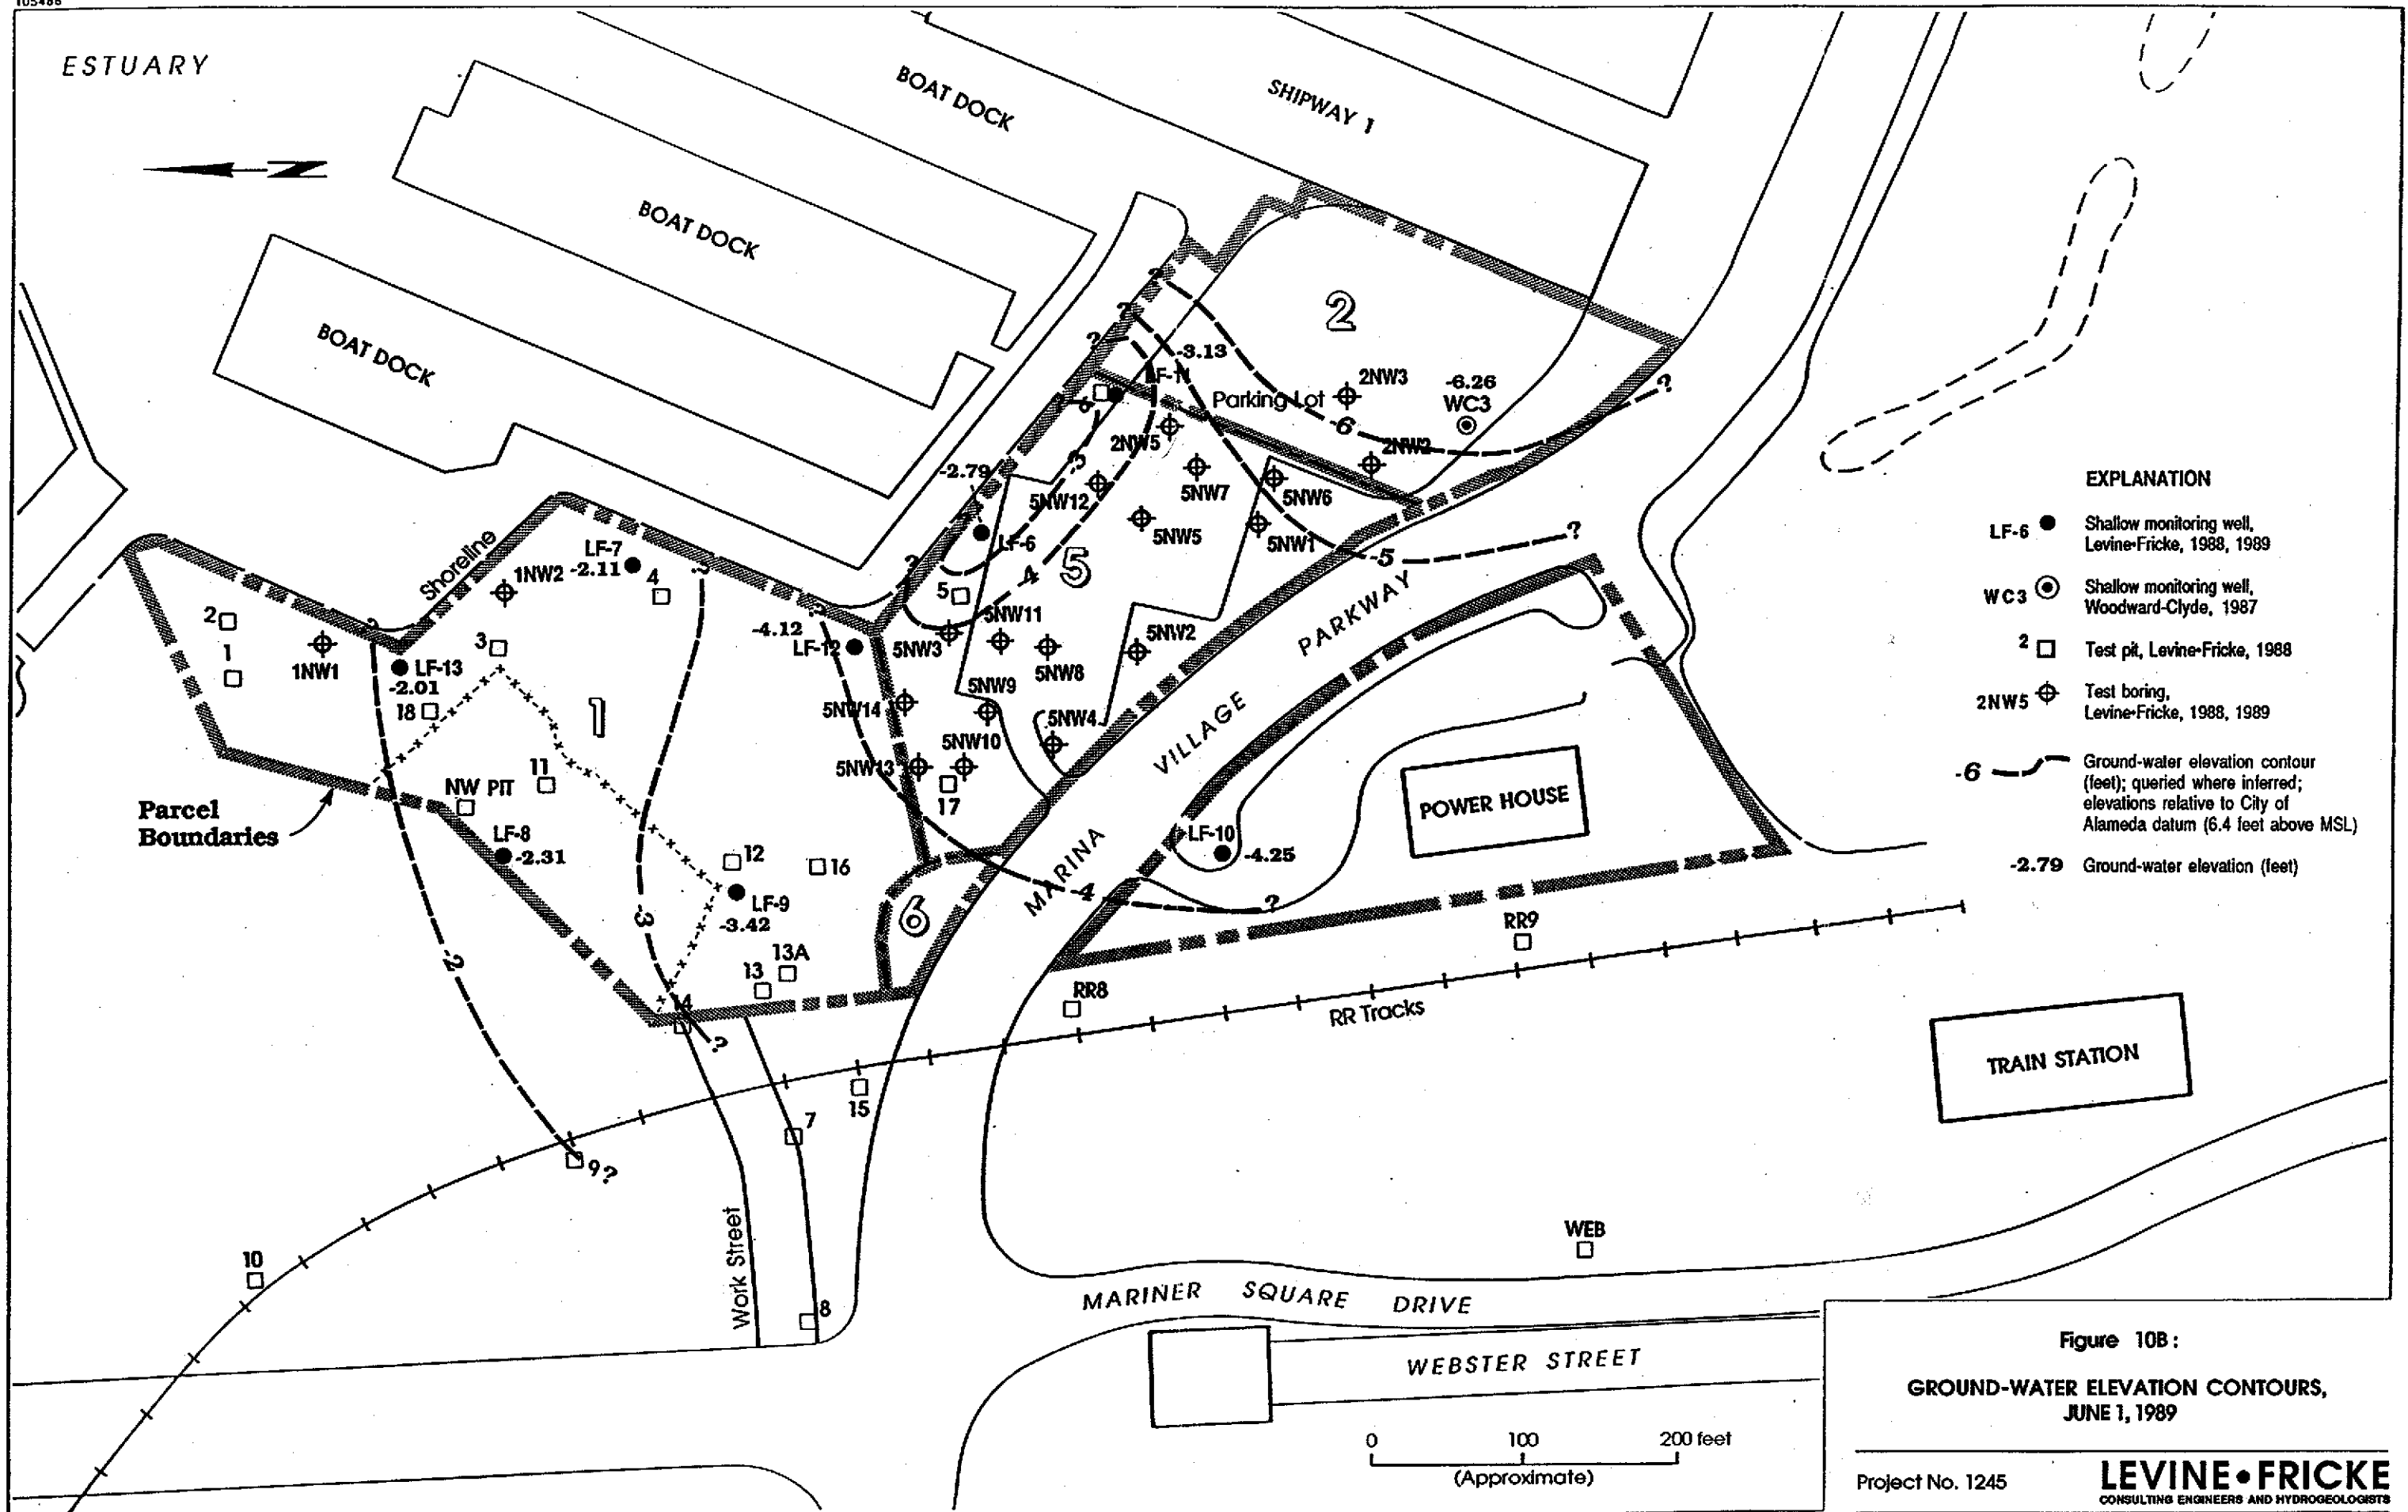 105486
ESTUARY
N
BOAT DOCK
SHIPWAY 1
BOAT DOCK
BOAT DOCK
2
?
?
?
-3.13
LF-11
Parking Lot
2NW3
-6.26
WC3
?
-6
2NW2
6
2NW5
-3
-2.79
5NW12
5NW7
5NW6
5NW5
5NW1
LF-6
-4
5
5
-5
?
Shoreline
LF-7
-2.11
1NW2
4
?
?
?
2
1
1NW1
?
LF-13
-2.01
18
3
1
-4.12
LF-12
5NW3
5NW11
5NW8
5NW2
5NW9
5NW14
5NW4
5NW10
5NW13
17
MARINA VILLAGE PARKWAY
POWER HOUSE
11
NW PIT
Parcel
Boundaries
LF-8
-2.31
12
16
LF-9
-3.42
-3
-2
6
-4
?
LF-10
-4.25
13A
13
14
?
RR8
RR9
RR Tracks
TRAIN STATION
15
7
9?
10
Work Street
8
WEB
MARINER SQUARE DRIVE
WEBSTER STREET
0 100 200 feet
(Approximate)
EXPLANATION
LF-6 Shallow monitoring well,
Levine•Fricke, 1988, 1989
WC3 Shallow monitoring well,
Woodward-Clyde, 1987
2 Test pit, Levine•Fricke, 1988
2NW5 Test boring,
Levine•Fricke, 1988, 1989
-6 Ground-water elevation contour
(feet); queried where inferred;
elevations relative to City of
Alameda datum (6.4 feet above MSL)
-2.79 Ground-water elevation (feet)
Figure 10B:
GROUND-WATER ELEVATION CONTOURS,
JUNE 1, 1989
Project No. 1245
LEVINE•FRICKE
CONSULTING ENGINEERS AND HYDROGEOLOGISTS